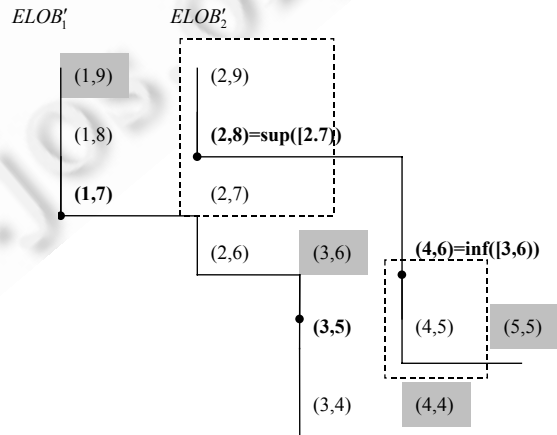 ELOB′₁ ELOB′₂
(1,9) (2,9)
(1,8) (2,8)=sup([2.7))
(1,7) (2,7)
(2,6) (3,6) (4,6)=inf([3,6))
(3,5) (4,5) (5,5)
(3,4) (4,4)